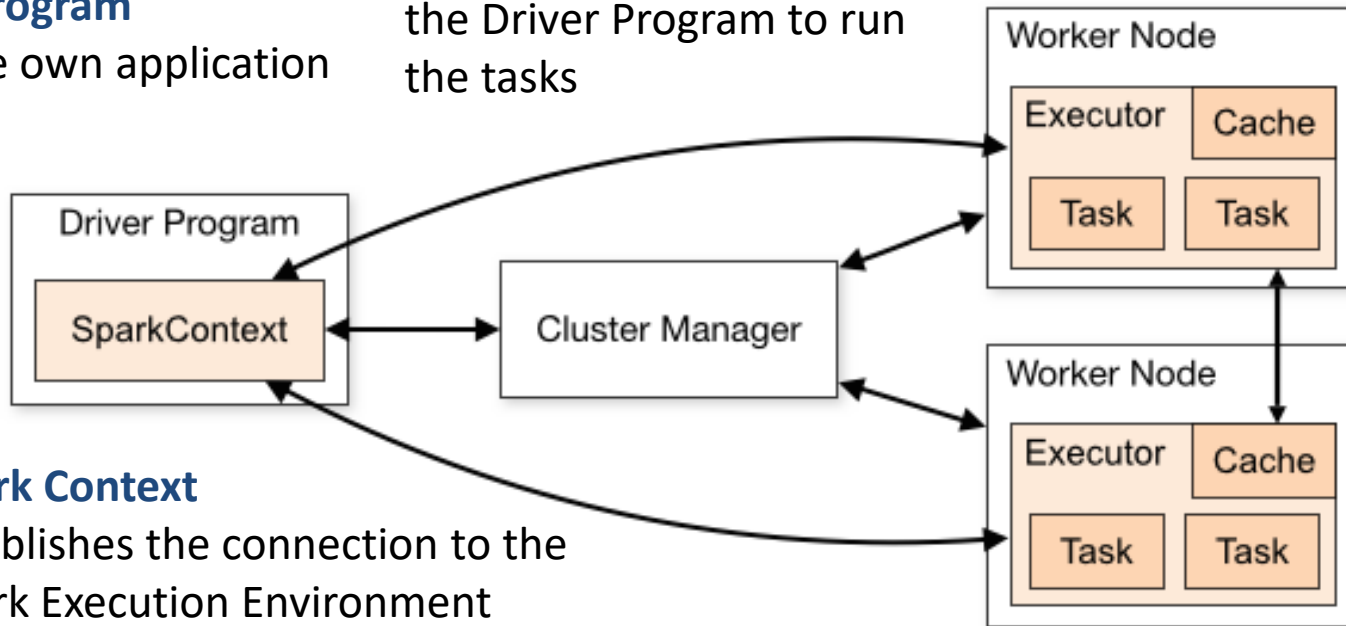 rogram
e own application
the Driver Program to run
the tasks
Driver Program
SparkContext
Cluster Manager
Worker Node
Executor
Cache
Task
Task
Worker Node
Executor
Cache
Task
Task
rk Context
blishes the connection to the
rk Execution Environment